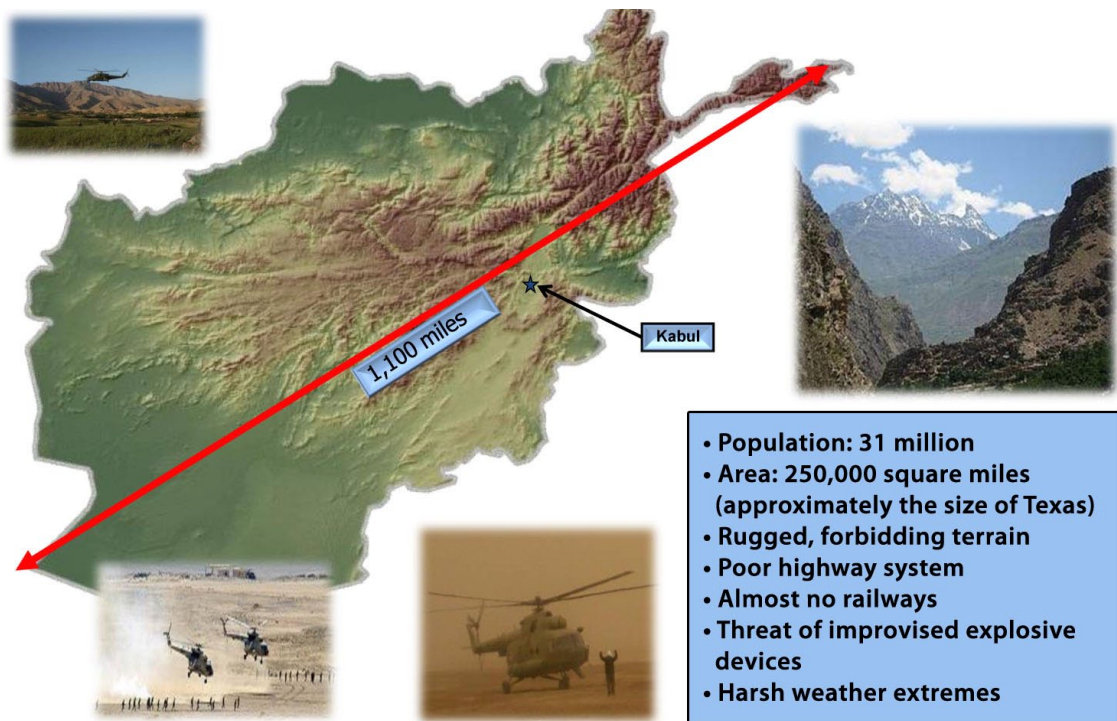 1,100 miles
Kabul
• Population: 31 million
• Area: 250,000 square miles
(approximately the size of Texas)
• Rugged, forbidding terrain
• Poor highway system
• Almost no railways
• Threat of improvised explosive
devices
• Harsh weather extremes